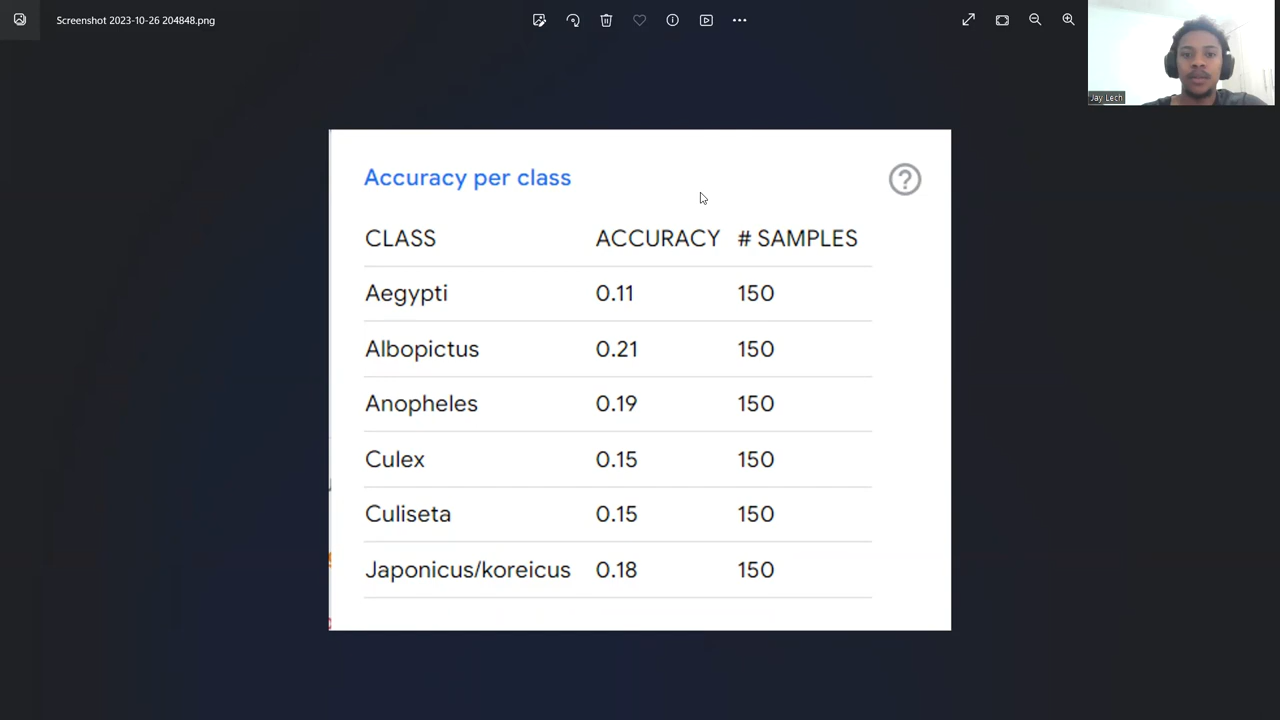 Screenshot 2023-10-26 204848.png
Jay Lech
Accuracy per class
?
CLASS ACCURACY # SAMPLES
Aegypti 0.11 150
Albopictus 0.21 150
Anopheles 0.19 150
Culex 0.15 150
Culiseta 0.15 150
Japonicus/koreicus 0.18 150